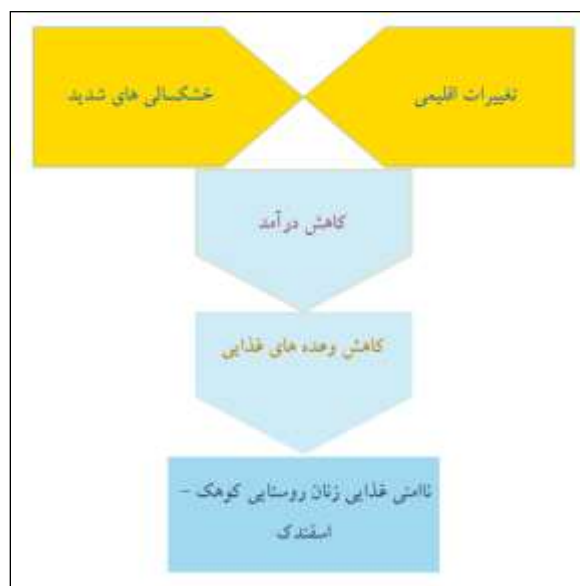 تغییرات اقلیمی
خشکسالی های شدید
کاهش درآمد
کاهش وعده های غذایی
ناامنی غذایی زنان روستایی کوهک –
اسفندک